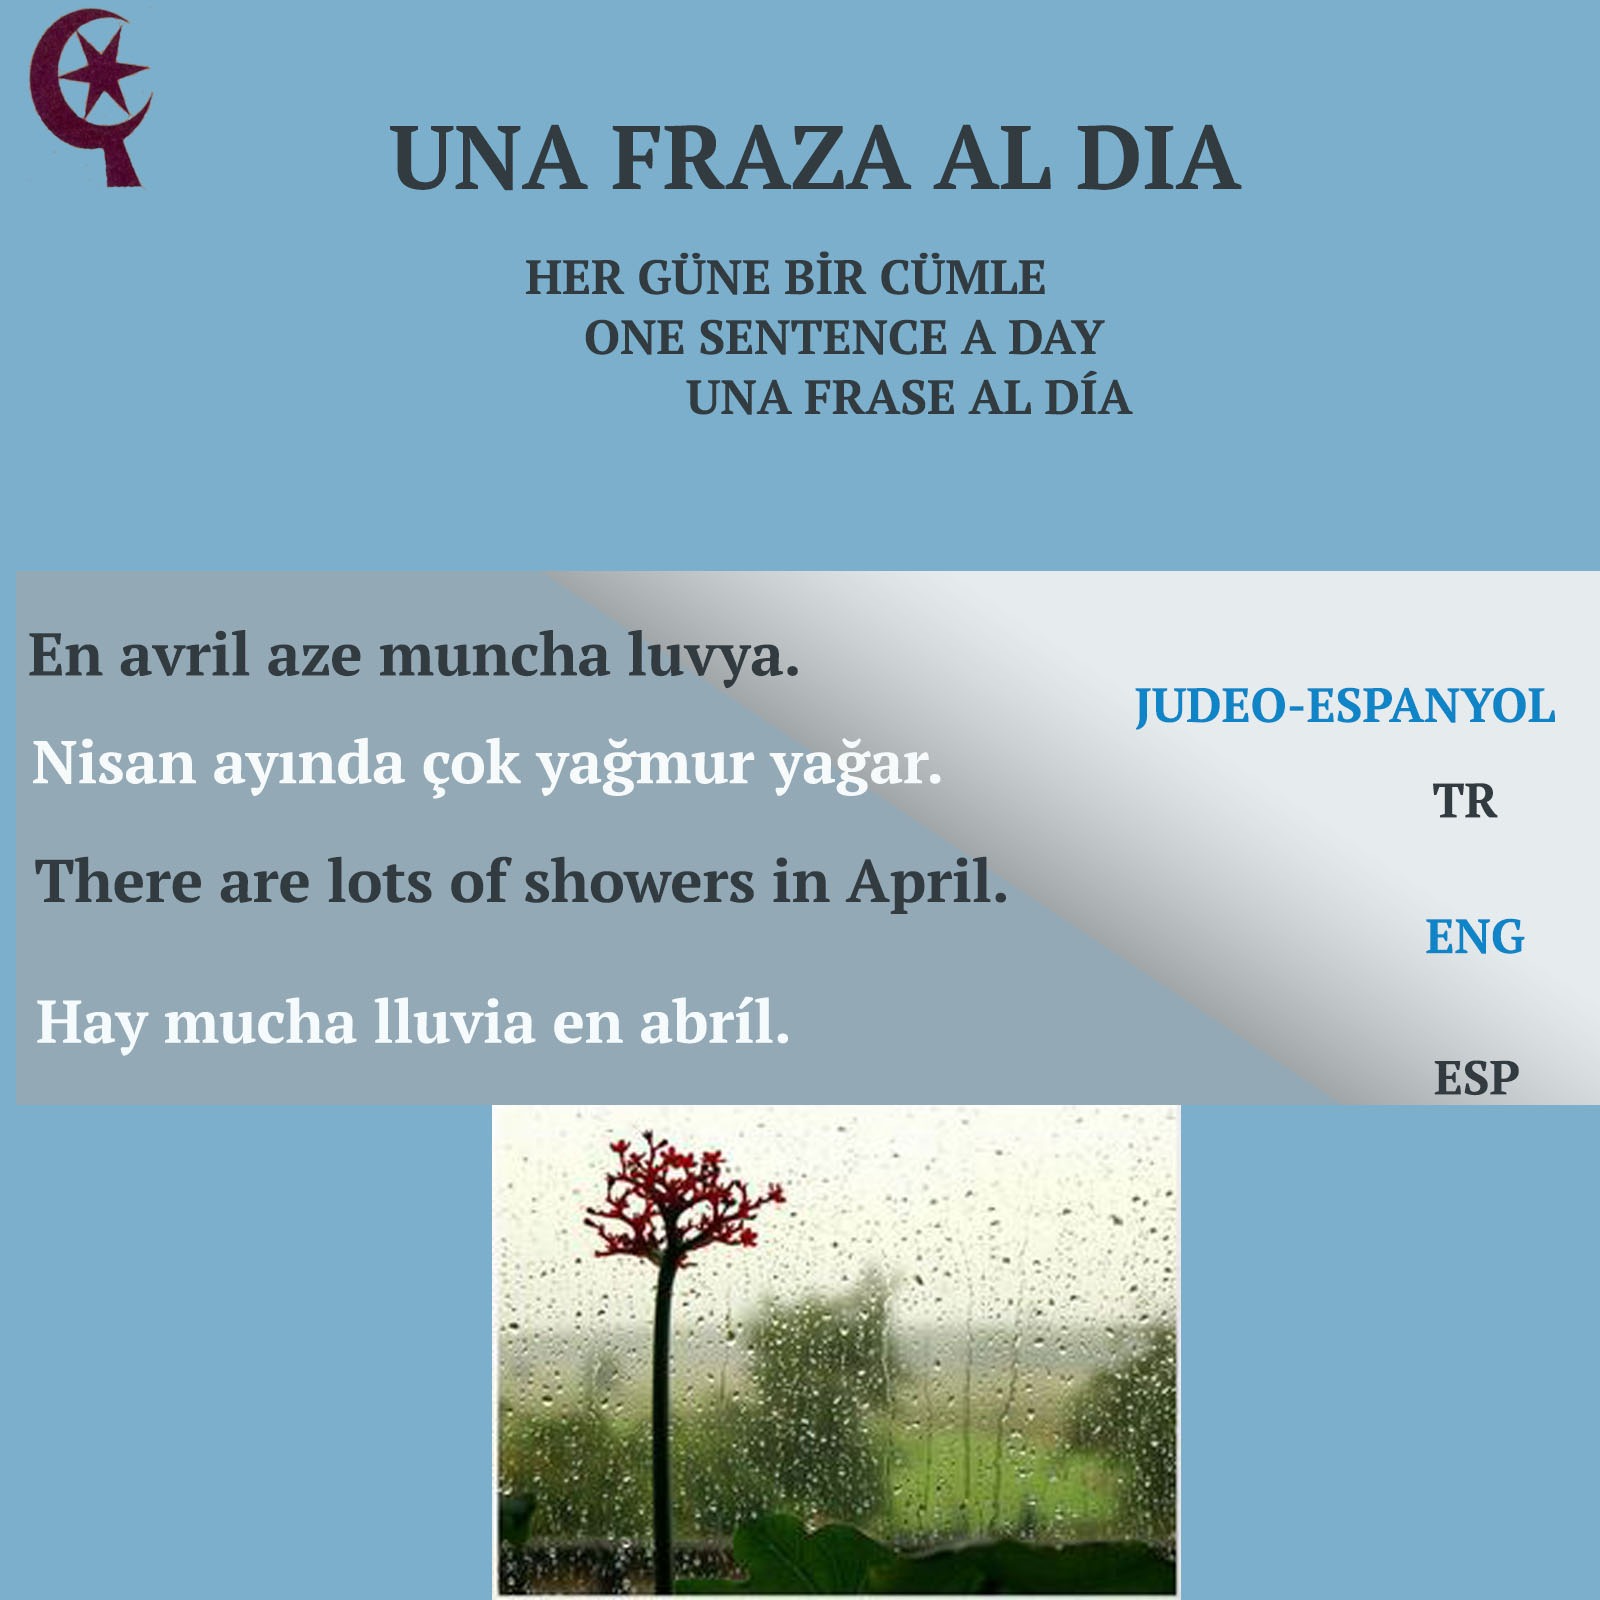 UNA FRAZA AL DIA
HER GÜNE BİR CÜMLE
ONE SENTENCE A DAY
UNA FRASE AL DÍA
En avril aze muncha luvya.
JUDEO-ESPANYOL
Nisan ayında çok yağmur yağar.
TR
There are lots of showers in April.
ENG
Hay mucha lluvia en abríl.
ESP